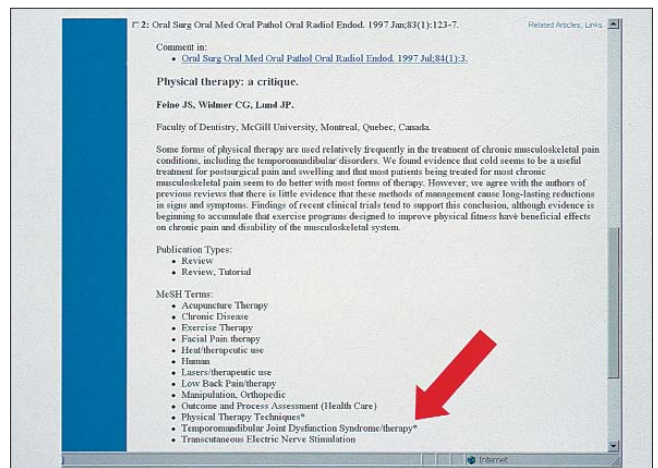 2: Oral Surg Oral Med Oral Pathol Oral Radiol Endod. 1997 Jan;83(1):123-7.
Related Articles, Links
Comment in:
• Oral Surg Oral Med Oral Pathol Oral Radiol Endod. 1997 Jul;84(1):3.
Physical therapy: a critique.
Feine JS, Widmer CG, Lund JP.
Faculty of Dentistry, McGill University, Montreal, Quebec, Canada.
Some forms of physical therapy are used relatively frequently in the treatment of chronic musculoskeletal pain
conditions, including the temporomandibular disorders. We found evidence that cold seems to be a useful
treatment for postsurgical pain and swelling and that most patients being treated for most chronic
musculoskeletal pain seem to do better with most forms of therapy. However, we agree with the authors of
previous reviews that there is little evidence that these methods of management cause long-lasting reductions
in signs and symptoms. Findings of recent clinical trials tend to support this conclusion, although evidence is
beginning to accumulate that exercise programs designed to improve physical fitness have beneficial effects
on chronic pain and disability of the musculoskeletal system.
Publication Types:
• Review
• Review, Tutorial
MeSH Terms:
• Acupuncture Therapy
• Chronic Disease
• Exercise Therapy
• Facial Pain therapy
• Heat/therapeutic use
• Human
• Lasers/therapeutic use
• Low Back Pain/therapy
• Manipulation, Orthopedic
• Outcome and Process Assessment (Health Care)
• Physical Therapy Techniques*
• Temporomandibular Joint Dysfunction Syndrome/therapy*
• Transcutaneous Electric Nerve Stimulation
Internet